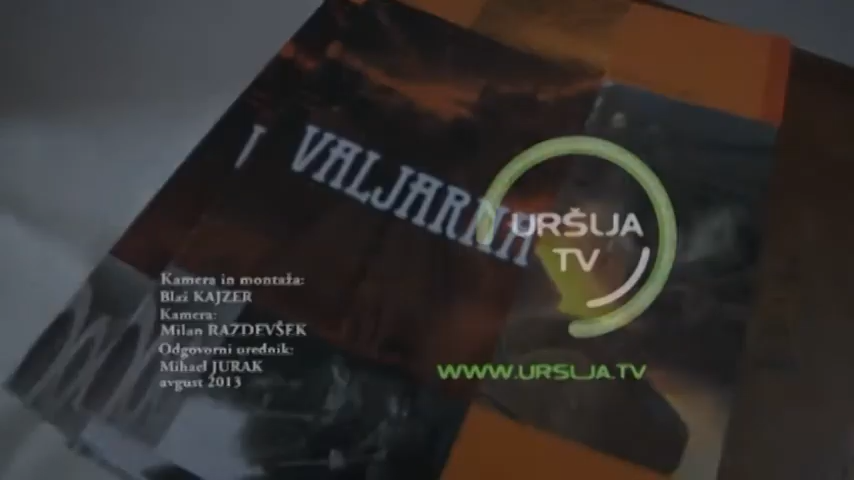 VALJARNA
URŠLJA
TV
Kamera in montaža:
Blaž KAJZER
Kamera:
Milan RAZDEVŠEK
Odgovorni urednik:
Mihael JURAK
avgust 2013
WWW.URSLJA.TV